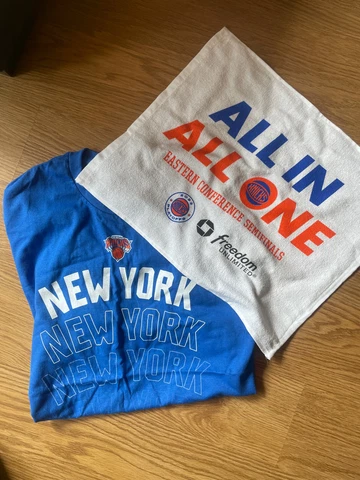 ALL IN
ALL ONE
EASTERN CONFERENCE SEMIFINALS
freedom
UNLIMITED
NEW YORK
NEW YORK
NEW YORK